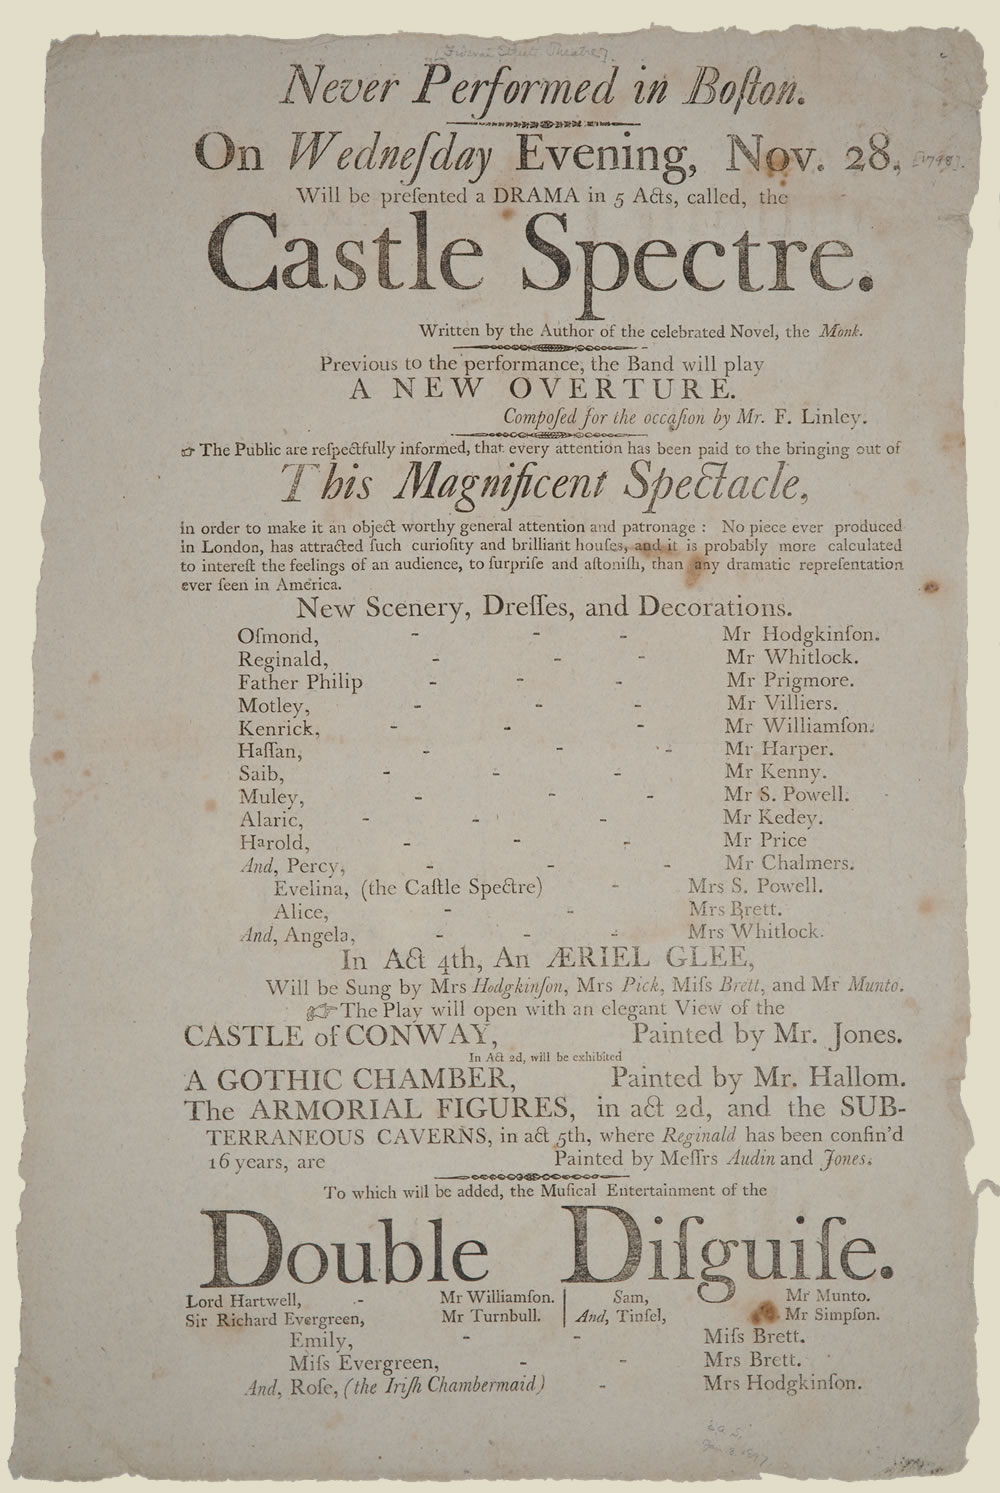 [Federal Street Theatre].
Never Performed in Boſton.
On Wedneſday Evening, Nov. 28, [1798].
Will be preſented a DRAMA in 5 Acts, called, the
Castle Spectre.
Written by the Author of the celebrated Novel, the Monk.
Previous to the performance, the Band will play
A NEW OVERTURE.
Compoſed for the occaſion by Mr. F. Linley.
☞ The Public are reſpectfully informed, that every attention has been paid to the bringing out of
This Magnificent Spectacle,
in order to make it an object worthy general attention and patronage : No piece ever produced
in London, has attracted ſuch curioſity and brilliant houſes, and it is probably more calculated
to intereſt the feelings of an audience, to ſurpriſe and aſtoniſh, than any dramatic repreſentation
ever ſeen in America.
New Scenery, Dreſſes, and Decorations.
Oſmond, - - - Mr Hodgkinſon.
Reginald, - - - Mr Whitlock.
Father Philip - - - Mr Prigmore.
Motley, - - - Mr Villiers.
Kenrick, - - - Mr Williamſon.
Haſſan, - - - Mr Harper.
Saib, - - - Mr Kenny.
Muley, - - - Mr S. Powell.
Alaric, - - - Mr Kedey.
Harold, - - - Mr Price
And, Percy, - - - Mr Chalmers.
Evelina, (the Caſtle Spectre) - Mrs S. Powell.
Alice, - - Mrs Brett.
And, Angela, - - - Mrs Whitlock.
In Act 4th, An ÆRIEL GLEE,
Will be Sung by Mrs Hodgkinſon, Mrs Pick, Miſs Brett, and Mr Munto.
☞ The Play will open with an elegant View of the
CASTLE of CONWAY, Painted by Mr. Jones.
In Act 2d, will be exhibited
A GOTHIC CHAMBER, Painted by Mr. Hallom.
The ARMORIAL FIGURES, in act 2d, and the SUB-
TERRANEOUS CAVERNS, in act 5th, where Reginald has been confin'd
16 years, are Painted by Meſſrs Audin and Jones.
To which will be added, the Muſical Entertainment of the
Double Diſguiſe.
Lord Hartwell, - Mr Williamſon. | Sam, Mr Munto.
Sir Richard Evergreen, Mr Turnbull. | And, Tinſel, Mr Simpſon.
Emily, - - Miſs Brett.
Miſs Evergreen, - - Mrs Brett.
And, Roſe, (the Iriſh Chambermaid) - Mrs Hodgkinſon.